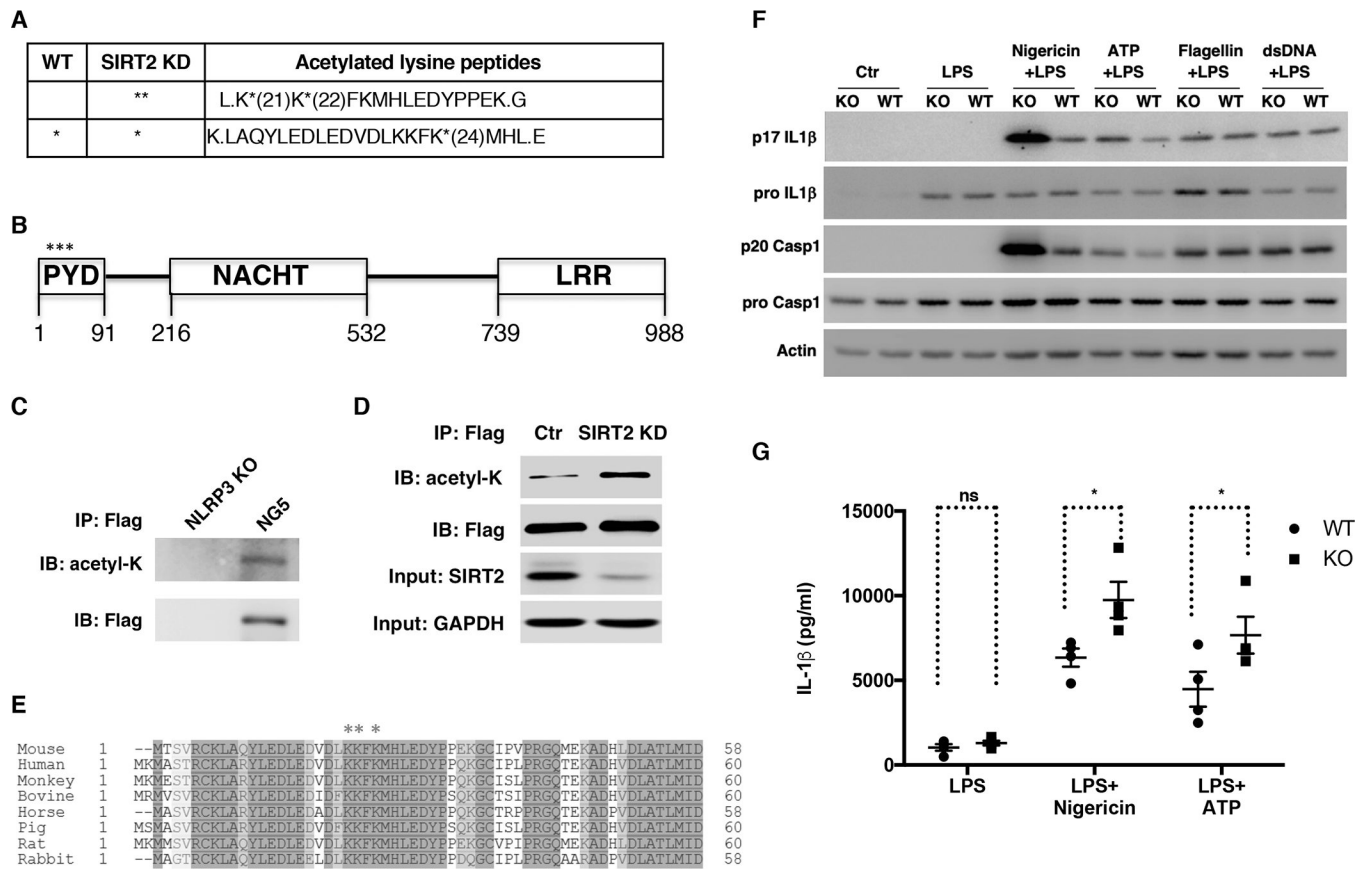 A
WT SIRT2 KD Acetylated lysine peptides
** L.K*(21)K*(22)FKMHLEDYPPEK.G
* * K.LAQYLEDLEDVDLKKFK*(24)MHL.E
B
***
PYD NACHT LRR
1 91 216 532 739 988
C
IP: Flag NLRP3 KO NG5
IB: acetyl-K
IB: Flag
D
IP: Flag Ctr SIRT2 KD
IB: acetyl-K
IB: Flag
Input: SIRT2
Input: GAPDH
E
** *
Mouse 1 --MTSVRCKLAQYLEDLEDVDLKKFKMHLEDYPPEKGCIPVPRGQMEKADHLDLATLMID 58
Human 1 MKMASTRCKLARYLEDLEDVDLKKFKMHLEDYPPQKGCIPLPRGQTEKADHVDLATLMID 60
Monkey 1 MKMESTRCKLARYLEDLEDVDLKKFKMHLEDYPPQKGCISLPRGQTEKADHVDLATLMID 60
Bovine 1 MRMVSVRCKLARYLEDLEDIDFKKFKMHLEDYPSQKGCTSIPRGQTEKADHVDLATLMID 60
Horse 1 --MASVRCKLARYLEDLEDADLKKFKMHLEDYPPQKGCTPTRPRGQTEKADPVDLATLMID 58
Pig 1 MSMASVRCKLARYLEDLEDVDFKKFKMHLEDYPSQKGCISLPRGQTEKADHVDLATLMID 60
Rat 1 MKMMSVRCKLAQYLEDLEDVDLKKFKMHLEDYPPEKGCVPIPRGQMEKADHLDLATLMID 60
Rabbit 1 --MAGTRCKLAQYLEDLEELDLKKFKMHLEDYPPDQGCIPLPRGQAARADPVDLATLMID 58
F
Nigericin ATP Flagellin dsDNA
Ctr LPS +LPS +LPS +LPS +LPS
KO WT KO WT KO WT KO WT KO WT KO WT
p17 IL1β
pro IL1β
p20 Casp1
pro Casp1
Actin
G
IL-1β (pg/ml)
15000
10000
5000
0
ns * *
WT
KO
LPS LPS+ LPS+
Nigericin ATP